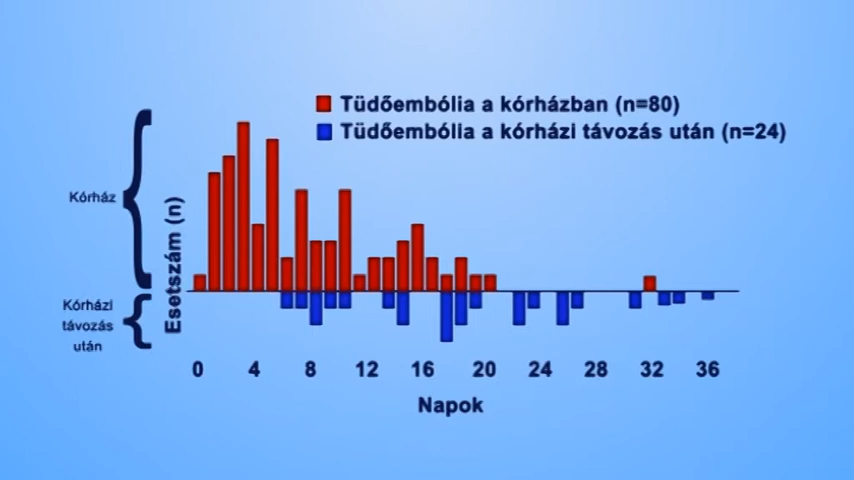 Tüdőembólia a kórházban (n=80)
Tüdőembólia a kórházi távozás után (n=24)
Kórház
Esetszám (n)
Kórházi
távozás
után
0 4 8 12 16 20 24 28 32 36
Napok